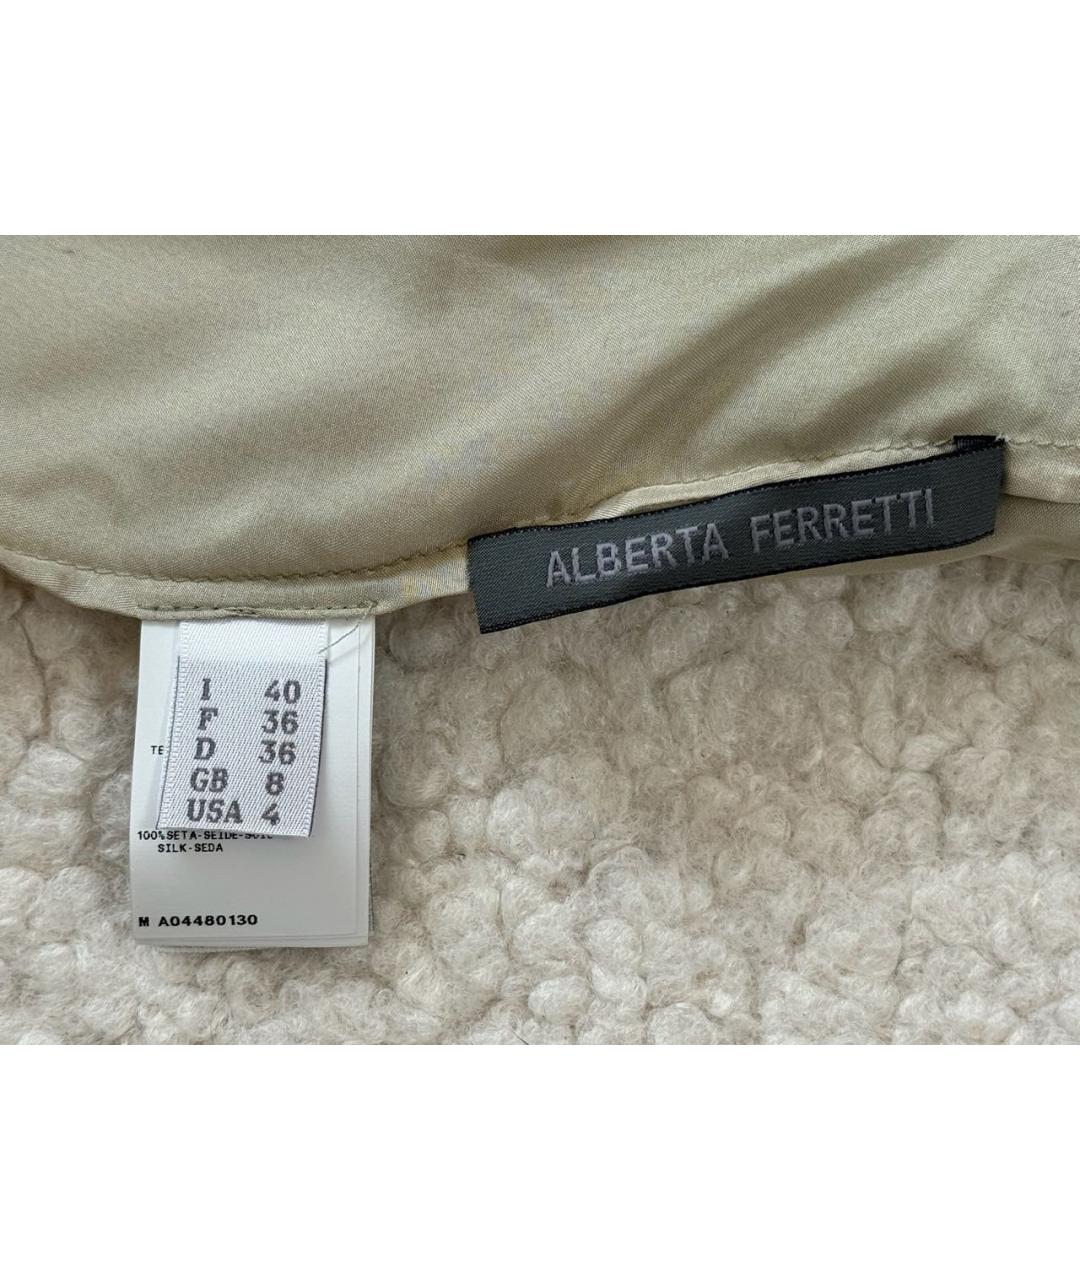 ALBERTA FERRETTI
I 40
F 36
D 36
GB 8
USA 4
TE
100%SETA-SEIDE-SOIE
SILK-SEDA
M A04480130